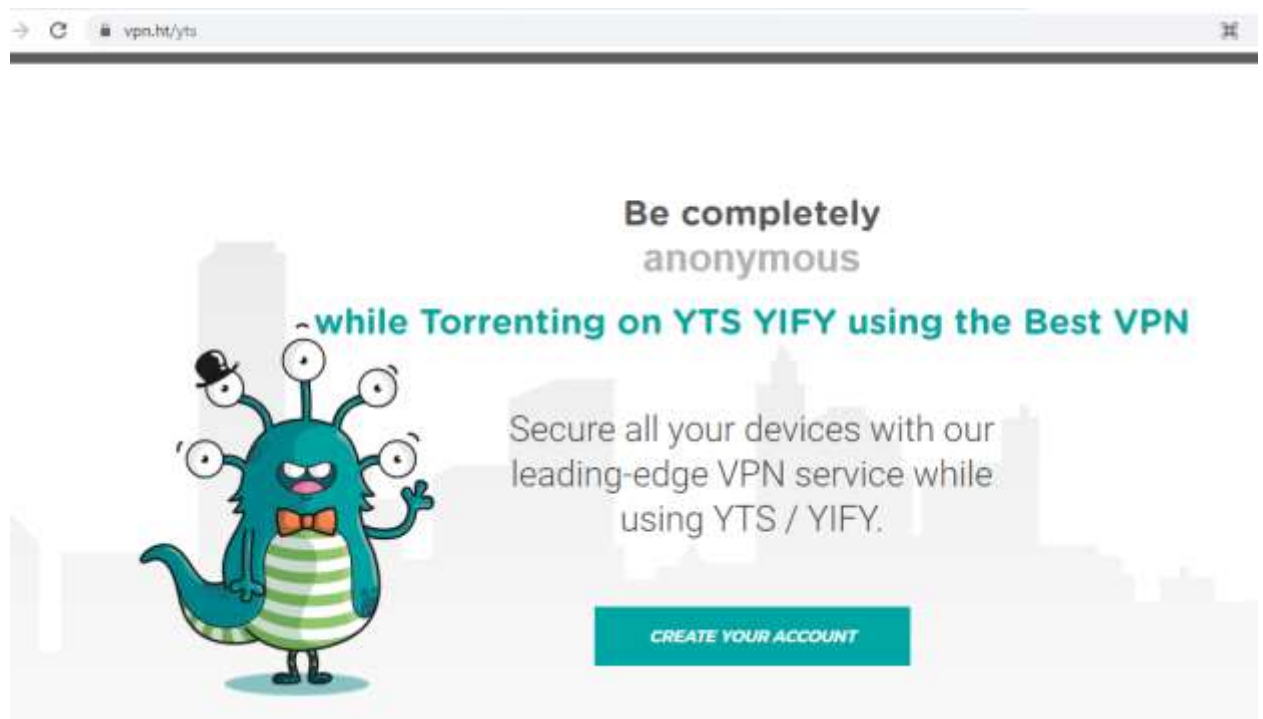 vpn.ht/yts
Be completely
anonymous
while Torrenting on YTS YIFY using the Best VPN
Secure all your devices with our
leading-edge VPN service while
using YTS / YIFY.
CREATE YOUR ACCOUNT